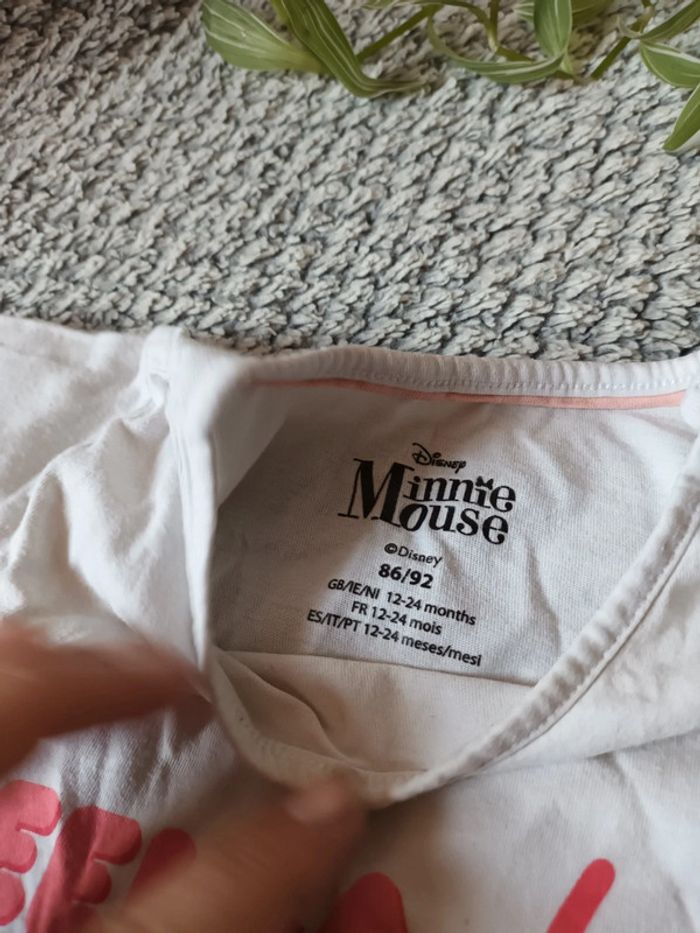 Disney
Minnie
Mouse
©Disney
86/92
GB/IE/NI 12-24 months
FR 12-24 mois
ES/IT/PT 12-24 meses/mesi